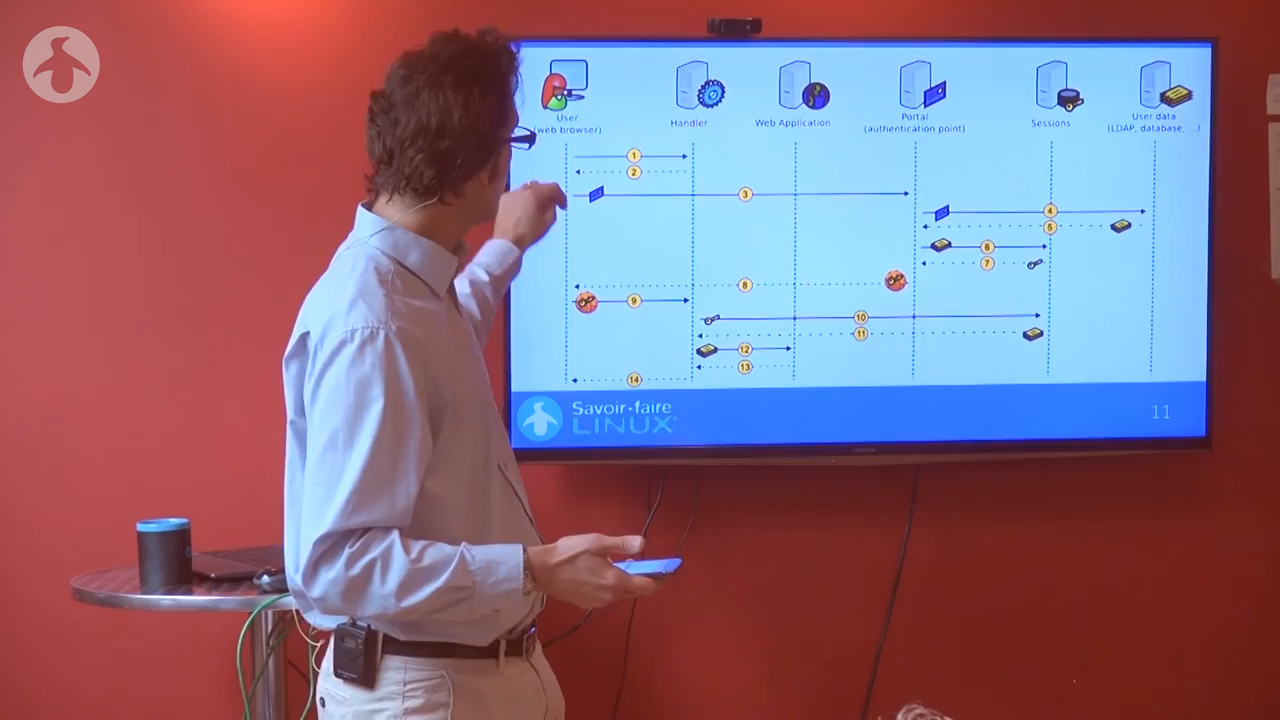 User
(web browser)
Handler
Web Application
Portal
(authentication point)
Sessions
User data
(LDAP, database, ...)
1
2
3
4
5
6
7
8
9
10
11
12
13
14
Savoir-faire
LINUX
11